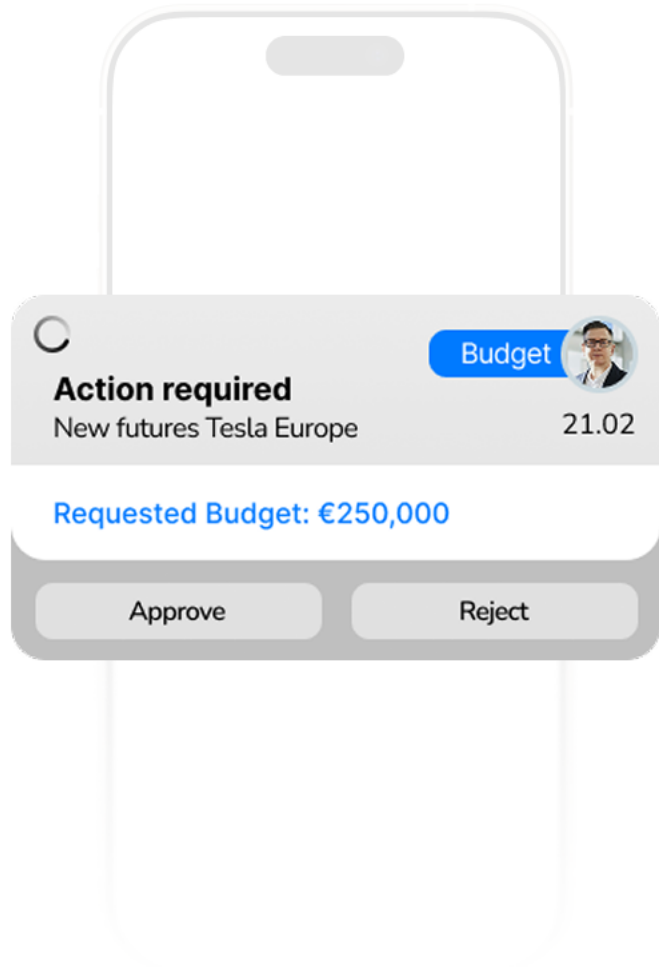 Budget
Action required
New futures Tesla Europe
21.02
Requested Budget: €250,000
Approve
Reject